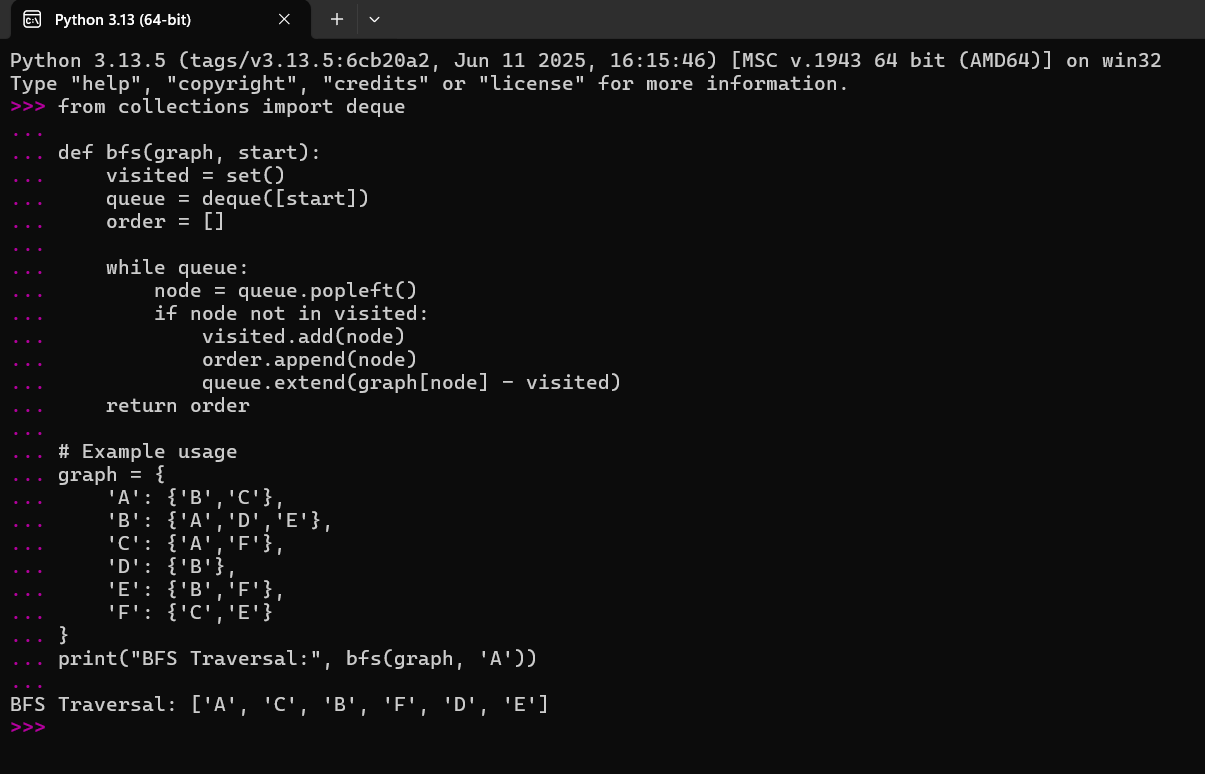 Python 3.13 (64-bit)
Python 3.13.5 (tags/v3.13.5:6cb20a2, Jun 11 2025, 16:15:46) [MSC v.1943 64 bit (AMD64)] on win32
Type "help", "copyright", "credits" or "license" for more information.
>>> from collections import deque
...
... def bfs(graph, start):
...     visited = set()
...     queue = deque([start])
...     order = []
...
...     while queue:
...         node = queue.popleft()
...         if node not in visited:
...             visited.add(node)
...             order.append(node)
...             queue.extend(graph[node] - visited)
...     return order
...
... # Example usage
... graph = {
...     'A': {'B','C'},
...     'B': {'A','D','E'},
...     'C': {'A','F'},
...     'D': {'B'},
...     'E': {'B','F'},
...     'F': {'C','E'}
... }
... print("BFS Traversal:", bfs(graph, 'A'))
...
BFS Traversal: ['A', 'C', 'B', 'F', 'D', 'E']
>>>